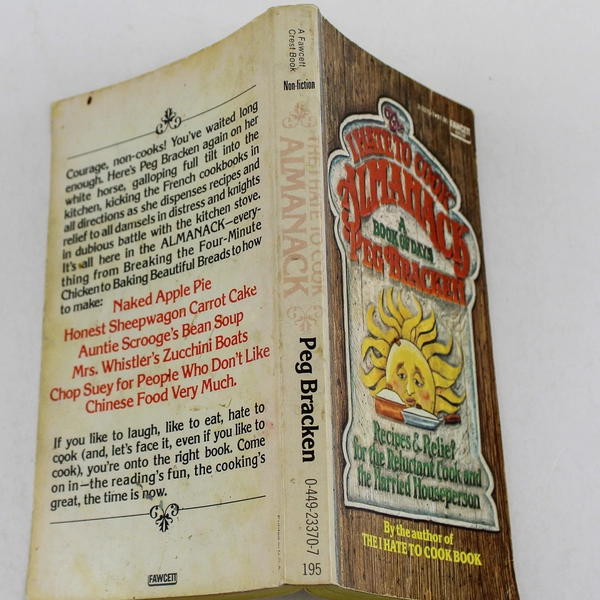 Courage, non-cooks! You've waited long
enough. Here's Peg Bracken again on her
white horse, galloping full tilt into the
kitchen, kicking the French cookbooks in
all directions as she dispenses recipes and
relief to all damsels in distress and knights
in dubious battle with the kitchen stove.
It's all here in the ALMANACK—every-
thing from Breaking the Four-Minute
Chicken to Baking Beautiful Breads to how
to make:
Naked Apple Pie
Honest Sheepwagon Carrot Cake
Auntie Scrooge's Bean Soup
Mrs. Whistler's Zucchini Boats
Chop Suey for People Who Don't Like
Chinese Food Very Much.
If you like to laugh, like to eat, hate to
cook (and, let's face it, even if you like to
cook), you're onto the right book. Come
on in—the reading's fun, the cooking's
great, the time is now.
FAWCETT
A Fawcett
Crest Book
Non-fiction
THE I HATE TO COOK
ALMANACK
Peg Bracken
0-449-23370-7
195
FAWCETT
The
I HATE TO COOK
ALMANACK
A
BOOK OF DAYS
PEG BRACKEN
Recipes & Relief
for the Reluctant Cook and
the Harried Houseperson
By the author of
THE I HATE TO COOK BOOK